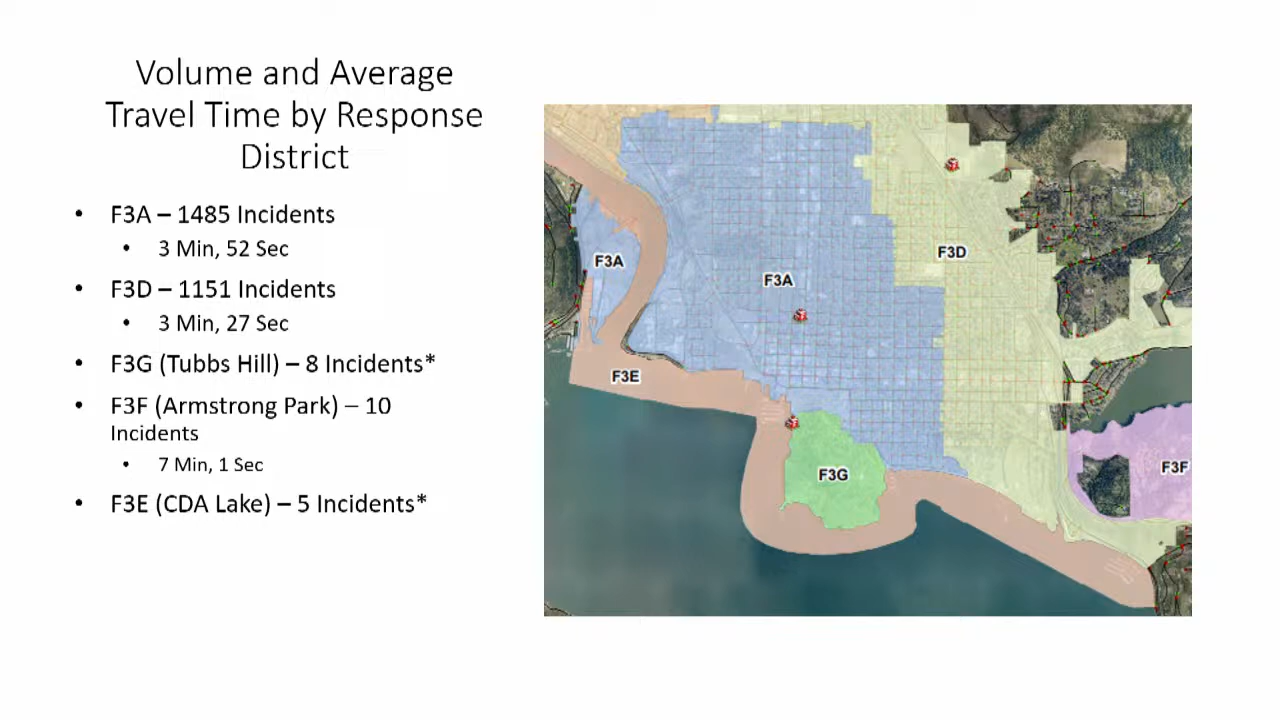 Volume and Average
Travel Time by Response
District
• F3A – 1485 Incidents
• 3 Min, 52 Sec
• F3D – 1151 Incidents
• 3 Min, 27 Sec
• F3G (Tubbs Hill) – 8 Incidents*
• F3F (Armstrong Park) – 10
Incidents
• 7 Min, 1 Sec
• F3E (CDA Lake) – 5 Incidents*
F3A
F3A
F3D
F3E
F3G
F3F